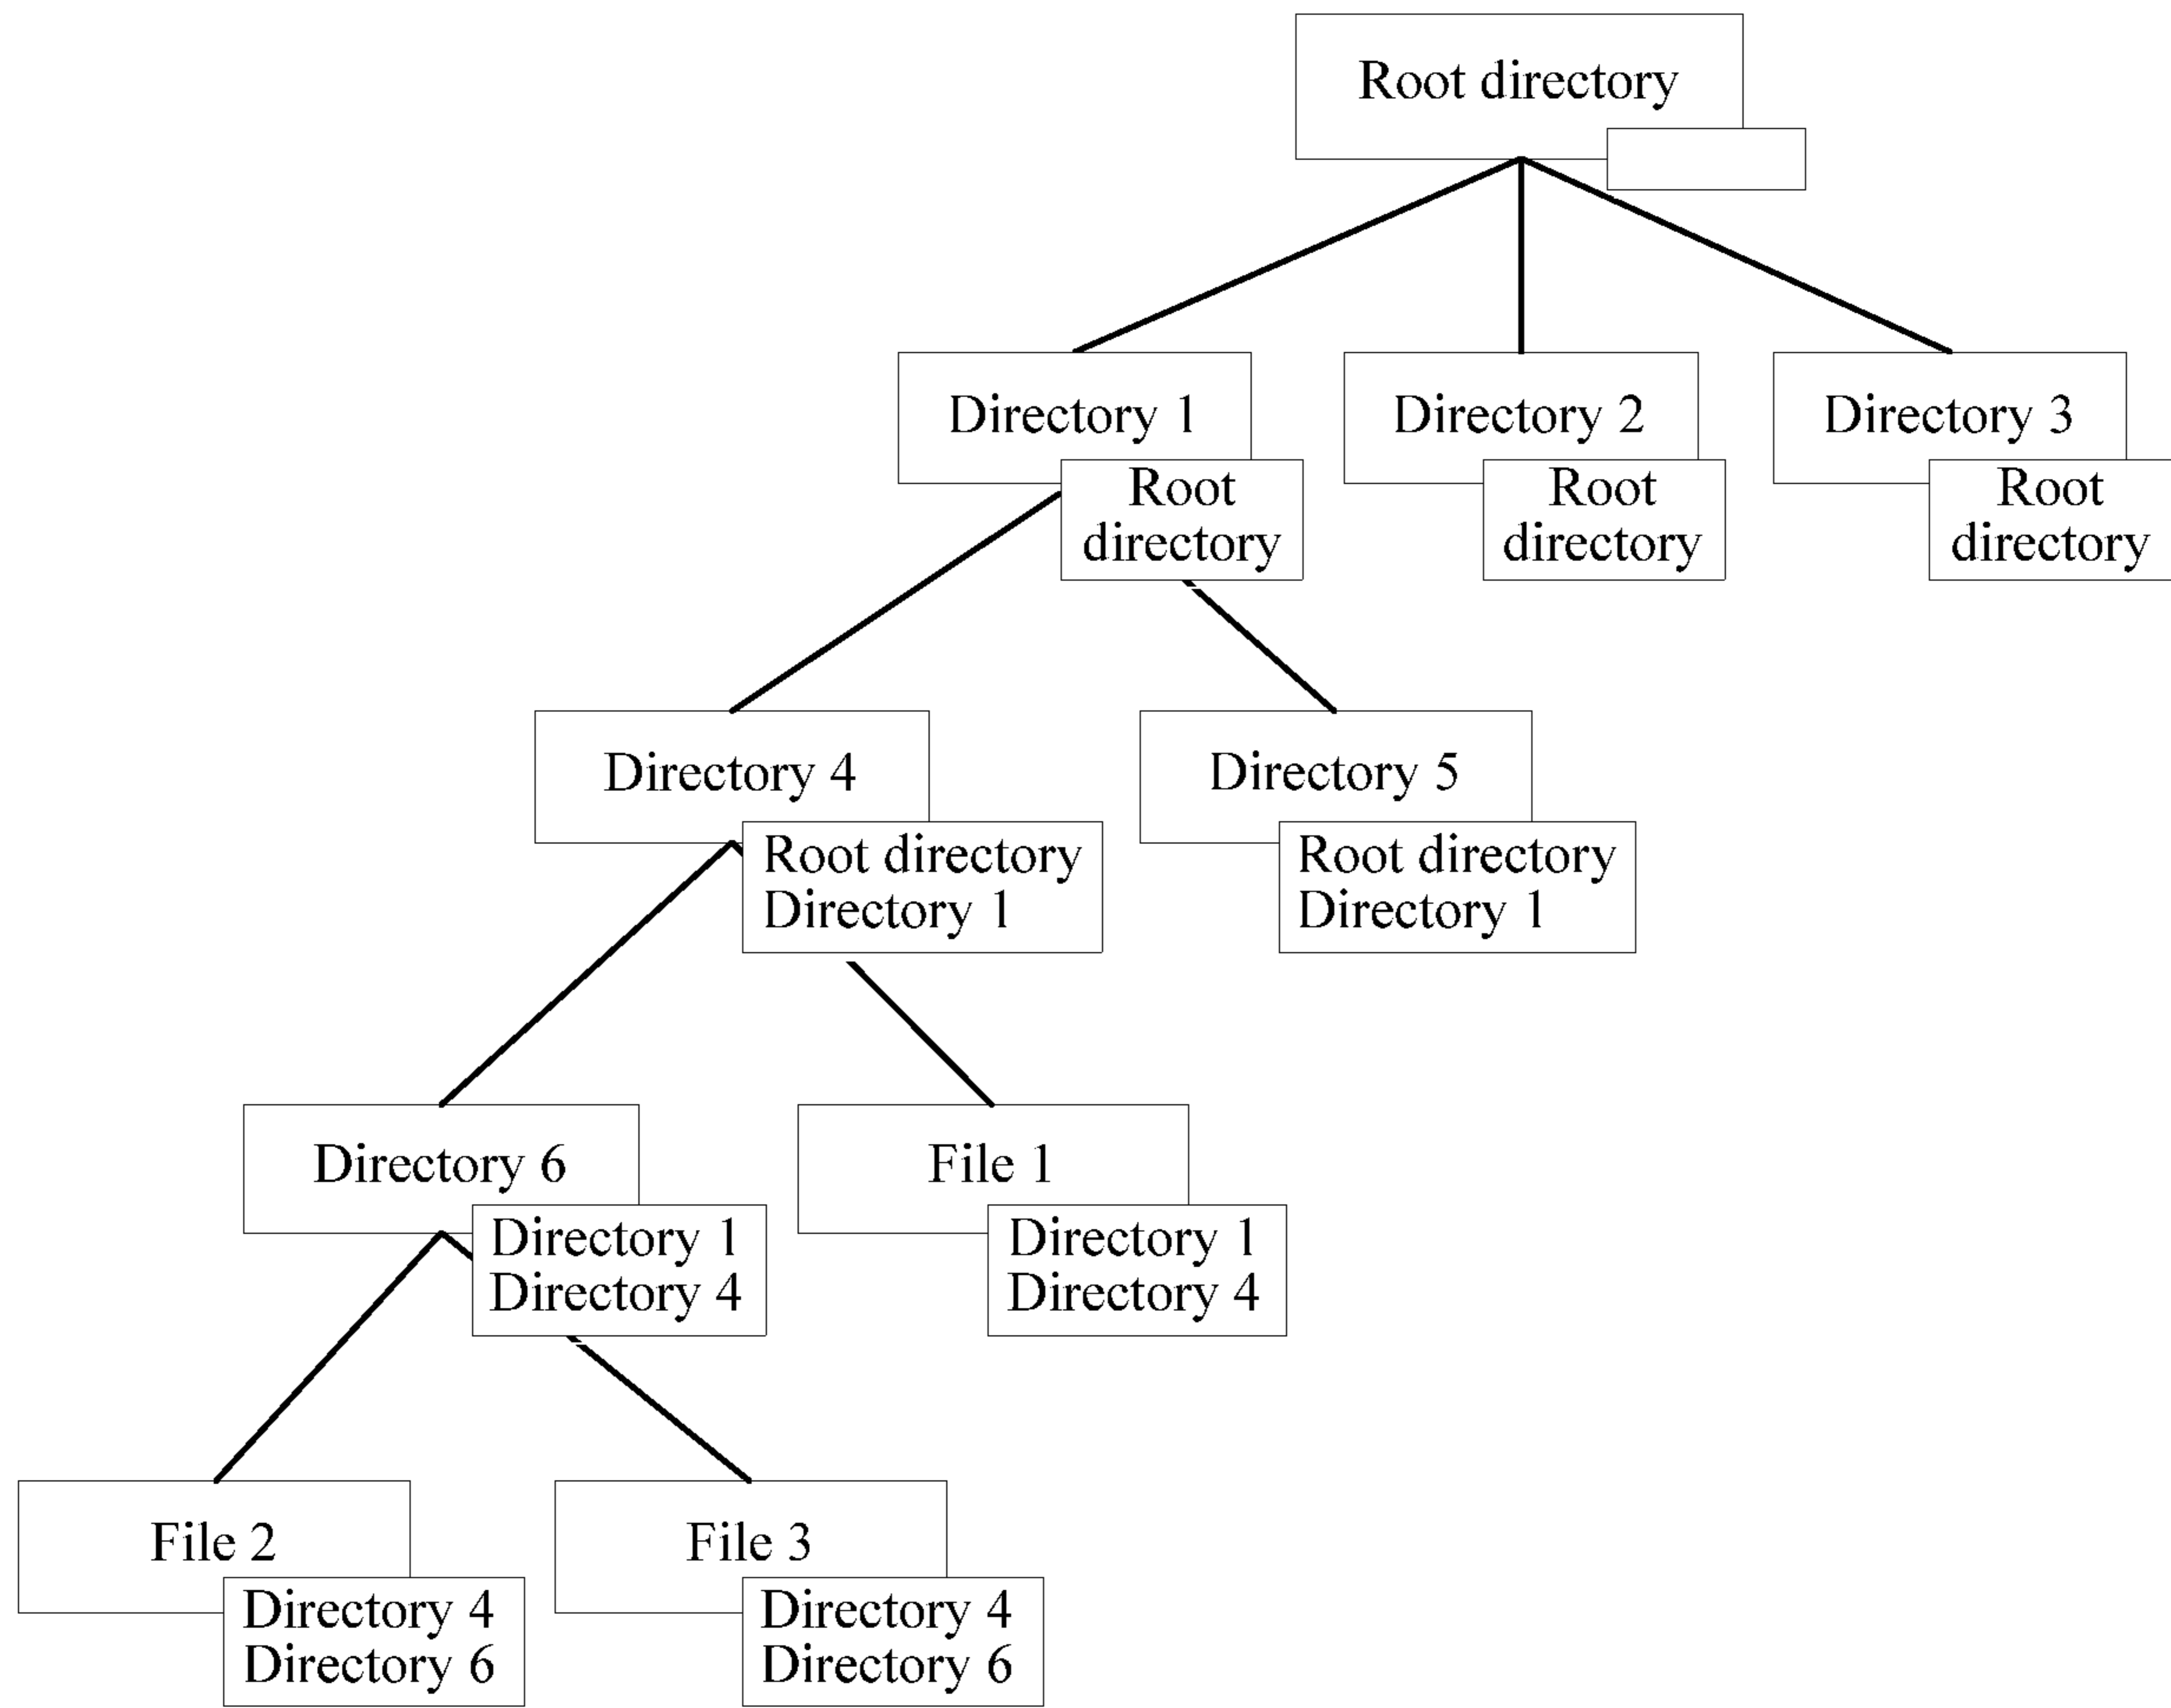 Root directory
Directory 1
Directory 2
Directory 3
Root
directory
Root
directory
Root
directory
Directory 4
Directory 5
Root directory
Directory 1
Root directory
Directory 1
Directory 6
File 1
Directory 1
Directory 4
Directory 1
Directory 4
File 2
File 3
Directory 4
Directory 6
Directory 4
Directory 6